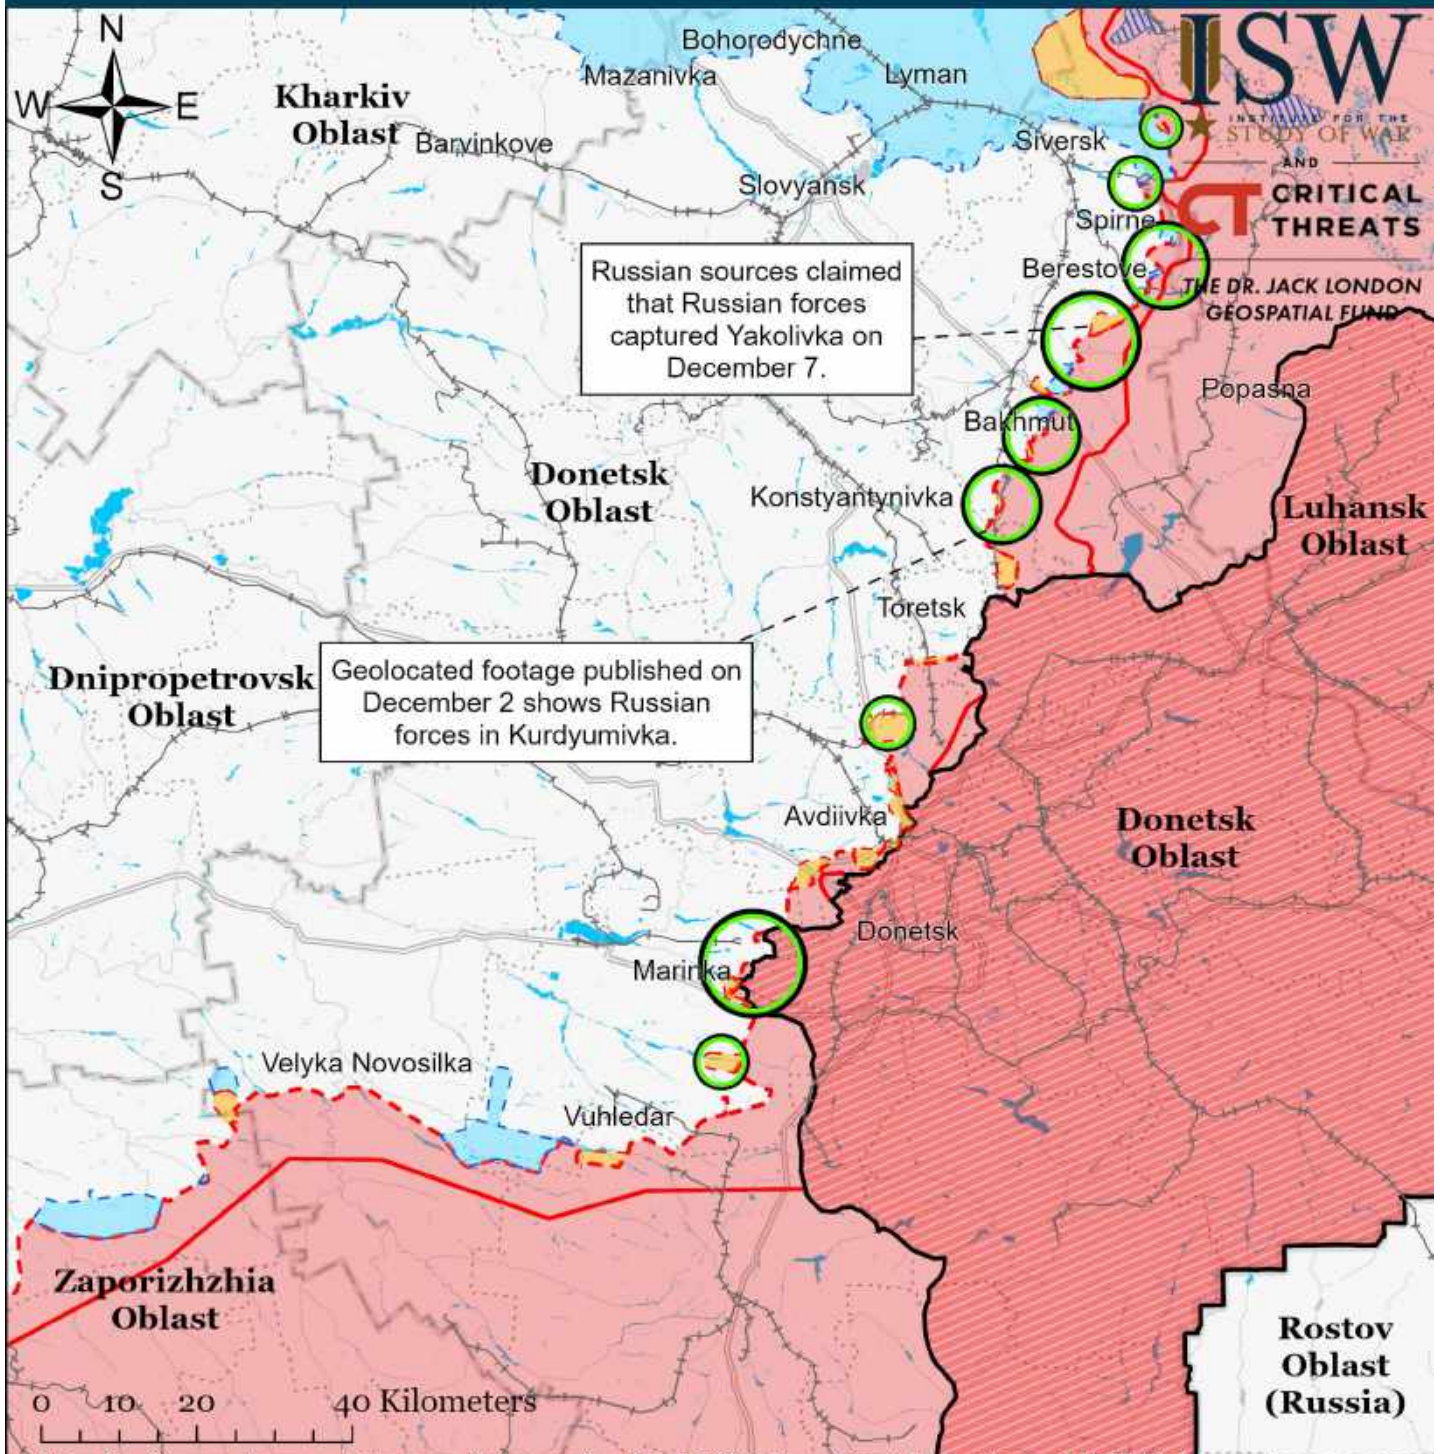 N
W
E
S
Kharkiv
Oblast
Barvinkove
Bohorodychne
Mazanivka
Lyman
Siversk
Slovyansk
Spirne
Berestove
ISW
INSTITUTE FOR THE
STUDY OF WAR
AND
CT CRITICAL
THREATS
THE DR. JACK LONDON
GEOSPATIAL FUND
Russian sources claimed
that Russian forces
captured Yakolivka on
December 7.
Popasna
Bakhmut
Donetsk
Oblast
Konstyantynivka
Luhansk
Oblast
Toretsk
Dnipropetrovsk
Oblast
Geolocated footage published on
December 2 shows Russian
forces in Kurdyumivka.
Avdiivka
Donetsk
Oblast
Donetsk
Marinka
Velyka Novosilka
Vuhledar
Zaporizhzhia
Oblast
Rostov
Oblast
(Russia)
0 10 20 40 Kilometers